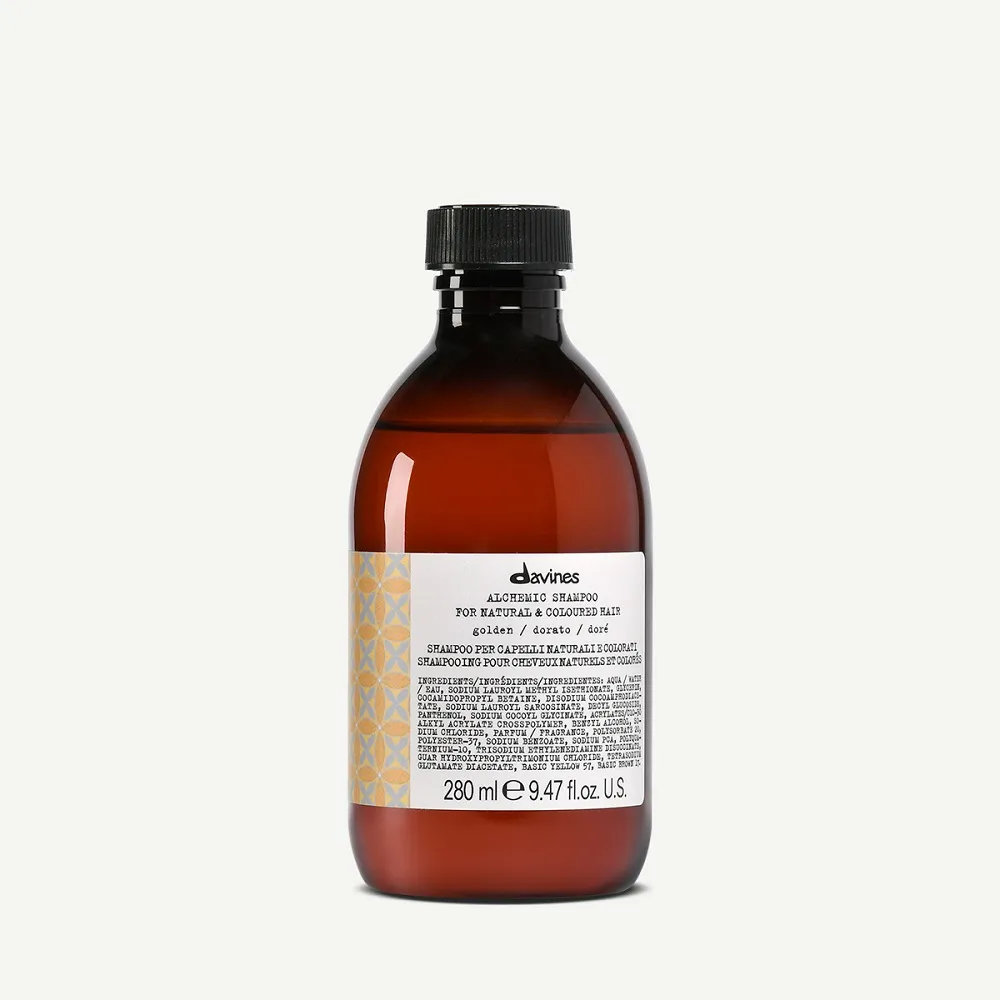 davines
ALCHEMIC SHAMPOO
FOR NATURAL & COLOURED HAIR
golden / dorato / doré
SHAMPOO PER CAPELLI NATURALI E COLORATI
SHAMPOOING POUR CHEVEUX NATURELS ET COLORÉS
INGREDIENTS/INGRÉDIENTS/INGREDIENTES: AQUA / WATER
/ EAU, SODIUM LAUROYL METHYL ISETHIONATE, GLYCERIN,
COCAMIDOPROPYL BETAINE, DISODIUM COCOAMPHODIACE-
TATE, SODIUM LAUROYL SARCOSINATE, DECYL GLUCOSIDE,
PANTHENOL, SODIUM COCOYL GLYCINATE, ACRYLATES/C10-30
ALKYL ACRYLATE CROSSPOLYMER, BENZYL ALCOHOL, SO-
DIUM CHLORIDE, PARFUM / FRAGRANCE, POLYSORBATE 20,
POLYESTER-37, SODIUM BENZOATE, SODIUM PCA, POLYQUA-
TERNIUM-10, TRISODIUM ETHYLENEDIAMINE DISUCCINATE,
GUAR HYDROXYPROPYLTRIMONIUM CHLORIDE, TETRASODIUM
GLUTAMATE DIACETATE, BASIC YELLOW 57, BASIC BROWN
280 ml ℮ 9.47 fl.oz. U.S.